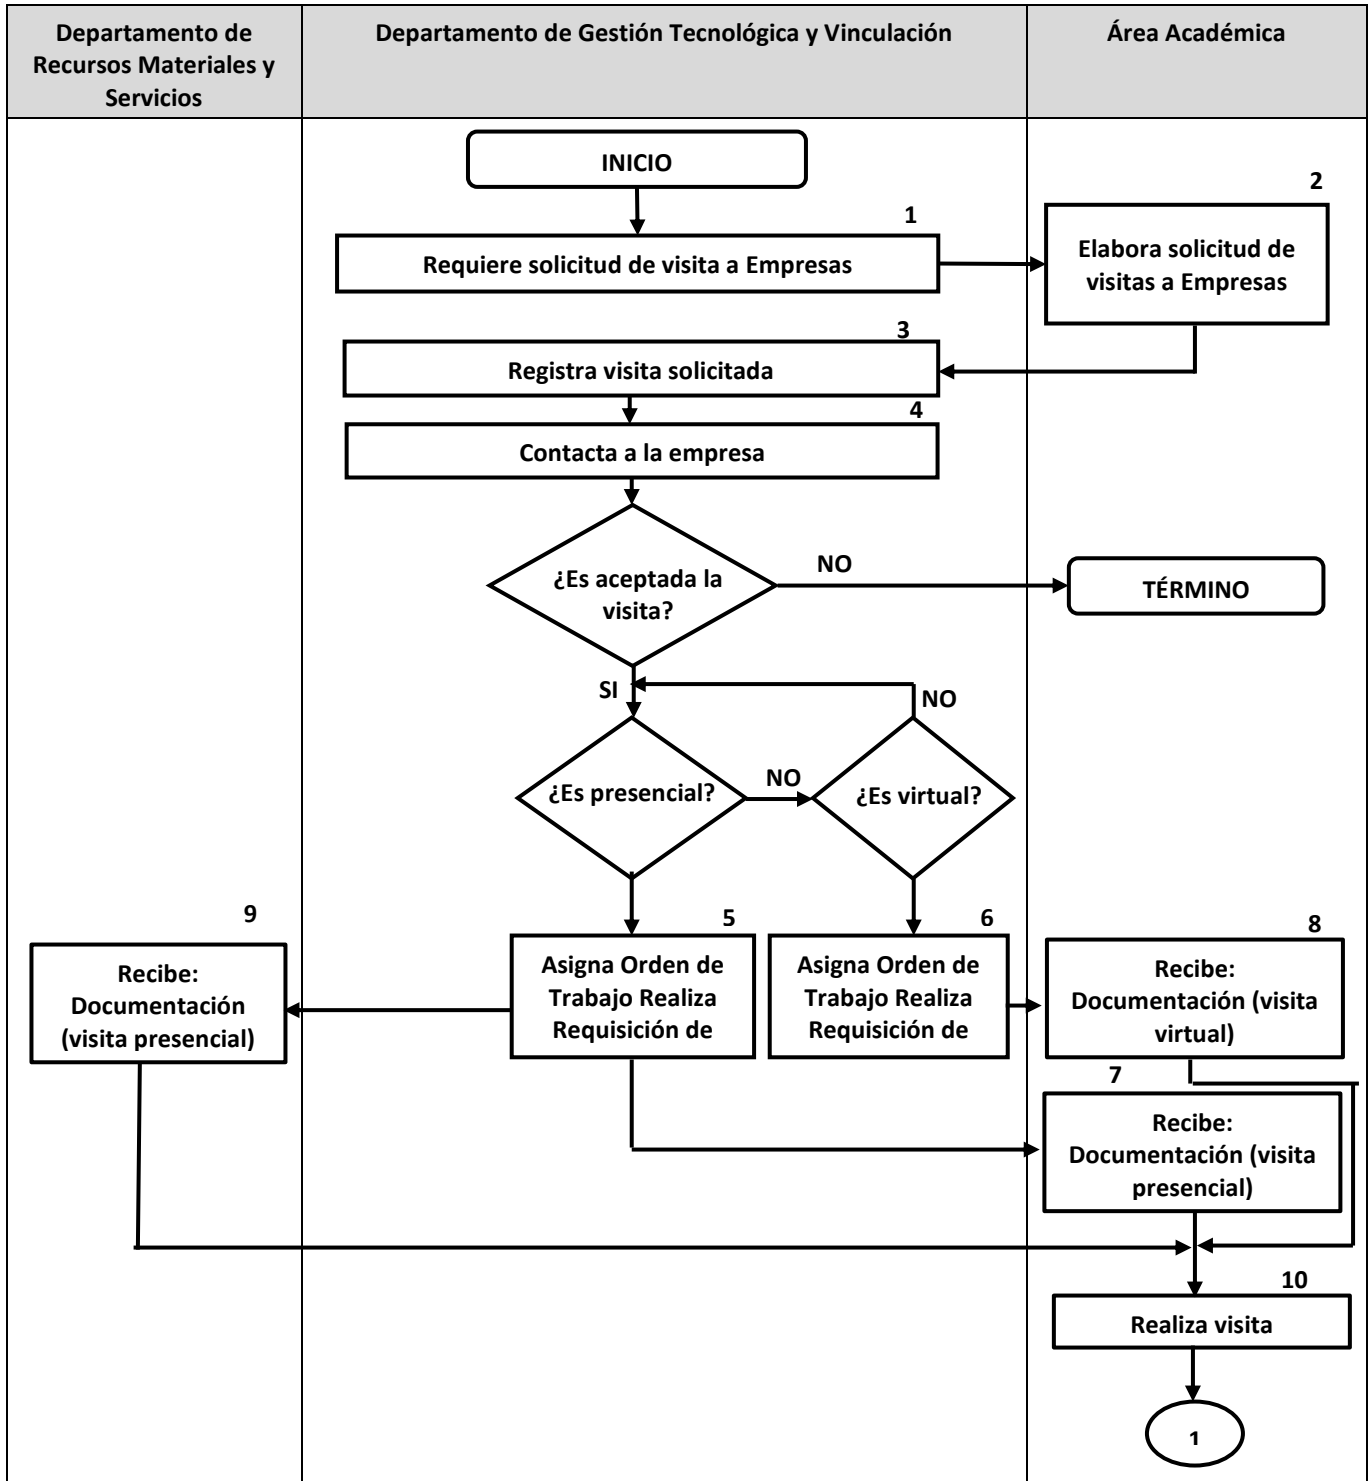 Departamento de
Recursos Materiales y
Servicios
Departamento de Gestión Tecnológica y Vinculación
Área Académica
INICIO
1
Requiere solicitud de visita a Empresas
2
Elabora solicitud de
visitas a Empresas
3
Registra visita solicitada
4
Contacta a la empresa
¿Es aceptada la
visita?
NO
TÉRMINO
SI
NO
¿Es presencial?
NO
¿Es virtual?
9
Recibe:
Documentación
(visita presencial)
5
Asigna Orden de
Trabajo Realiza
Requisición de
6
Asigna Orden de
Trabajo Realiza
Requisición de
8
Recibe:
Documentación (visita
virtual)
7
Recibe:
Documentación (visita
presencial)
10
Realiza visita
1